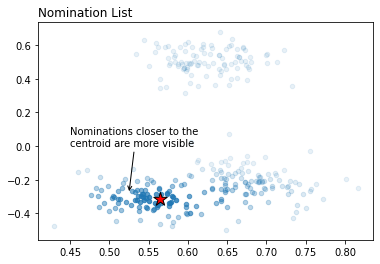 Nomination List
0.6
0.4
0.2
0.0
−0.2
−0.4
Nominations closer to the
centroid are more visible
0.45 0.50 0.55 0.60 0.65 0.70 0.75 0.80